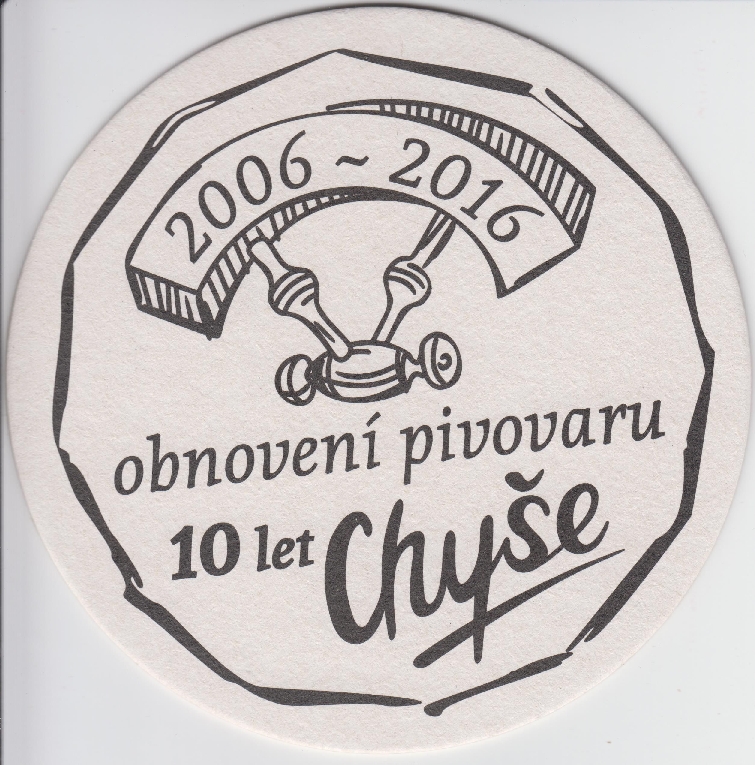 2006 ~ 2016
obnovení pivovaru
10 let Chyše